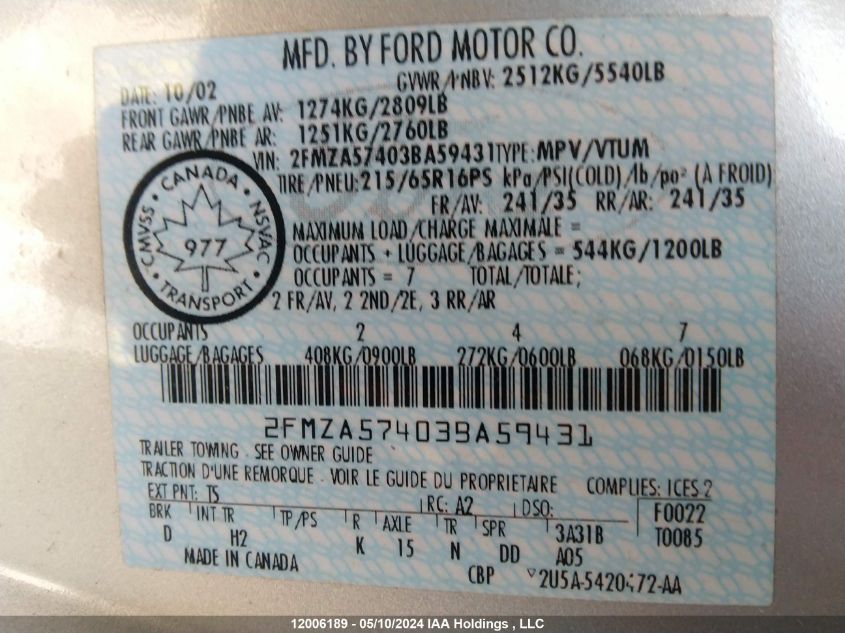 MFD. BY FORD MOTOR CO.
DATE: 10/02 GVWR/PNBV: 2512KG/5540LB
FRONT GAWR/PNBE AV: 1274KG/2809LB
REAR GAWR/PNBE AR: 1251KG/2760LB
VIN: 2FMZA57403BA59431 TYPE: MPV/VTUM
TIRE/PNEU: 215/65R16PS kPa/PSI(COLD)/lb/po² (A FROID)
FR/AV: 241/35 RR/AR: 241/35
MAXIMUM LOAD/CHARGE MAXIMALE =
OCCUPANTS + LUGGAGE/BAGAGES = 544KG/1200LB
OCCUPANTS = 7 TOTAL/TOTALE;
2 FR/AV, 2 2ND/2E, 3 RR/AR
CANADA
CMVSS 977 NSVAC
TRANSPORT
OCCUPANTS 2 4 7
LUGGAGE/BAGAGES 408KG/0900LB 272KG/0600LB 068KG/0150LB
2FMZA57403BA59431
TRAILER TOWING - SEE OWNER GUIDE
TRACTION D'UNE REMORQUE - VOIR LE GUIDE DU PROPRIETAIRE COMPLIES: ICES 2
EXT PNT: TS RC: A2 DSO: F0022
BRK INT TR TP/PS R AXLE TR SPR 3A31B T0085
D H2 K 15 N DD A05
MADE IN CANADA CBP 2U5A-5420472-AA
12006189 - 05/10/2024 IAA Holdings , LLC